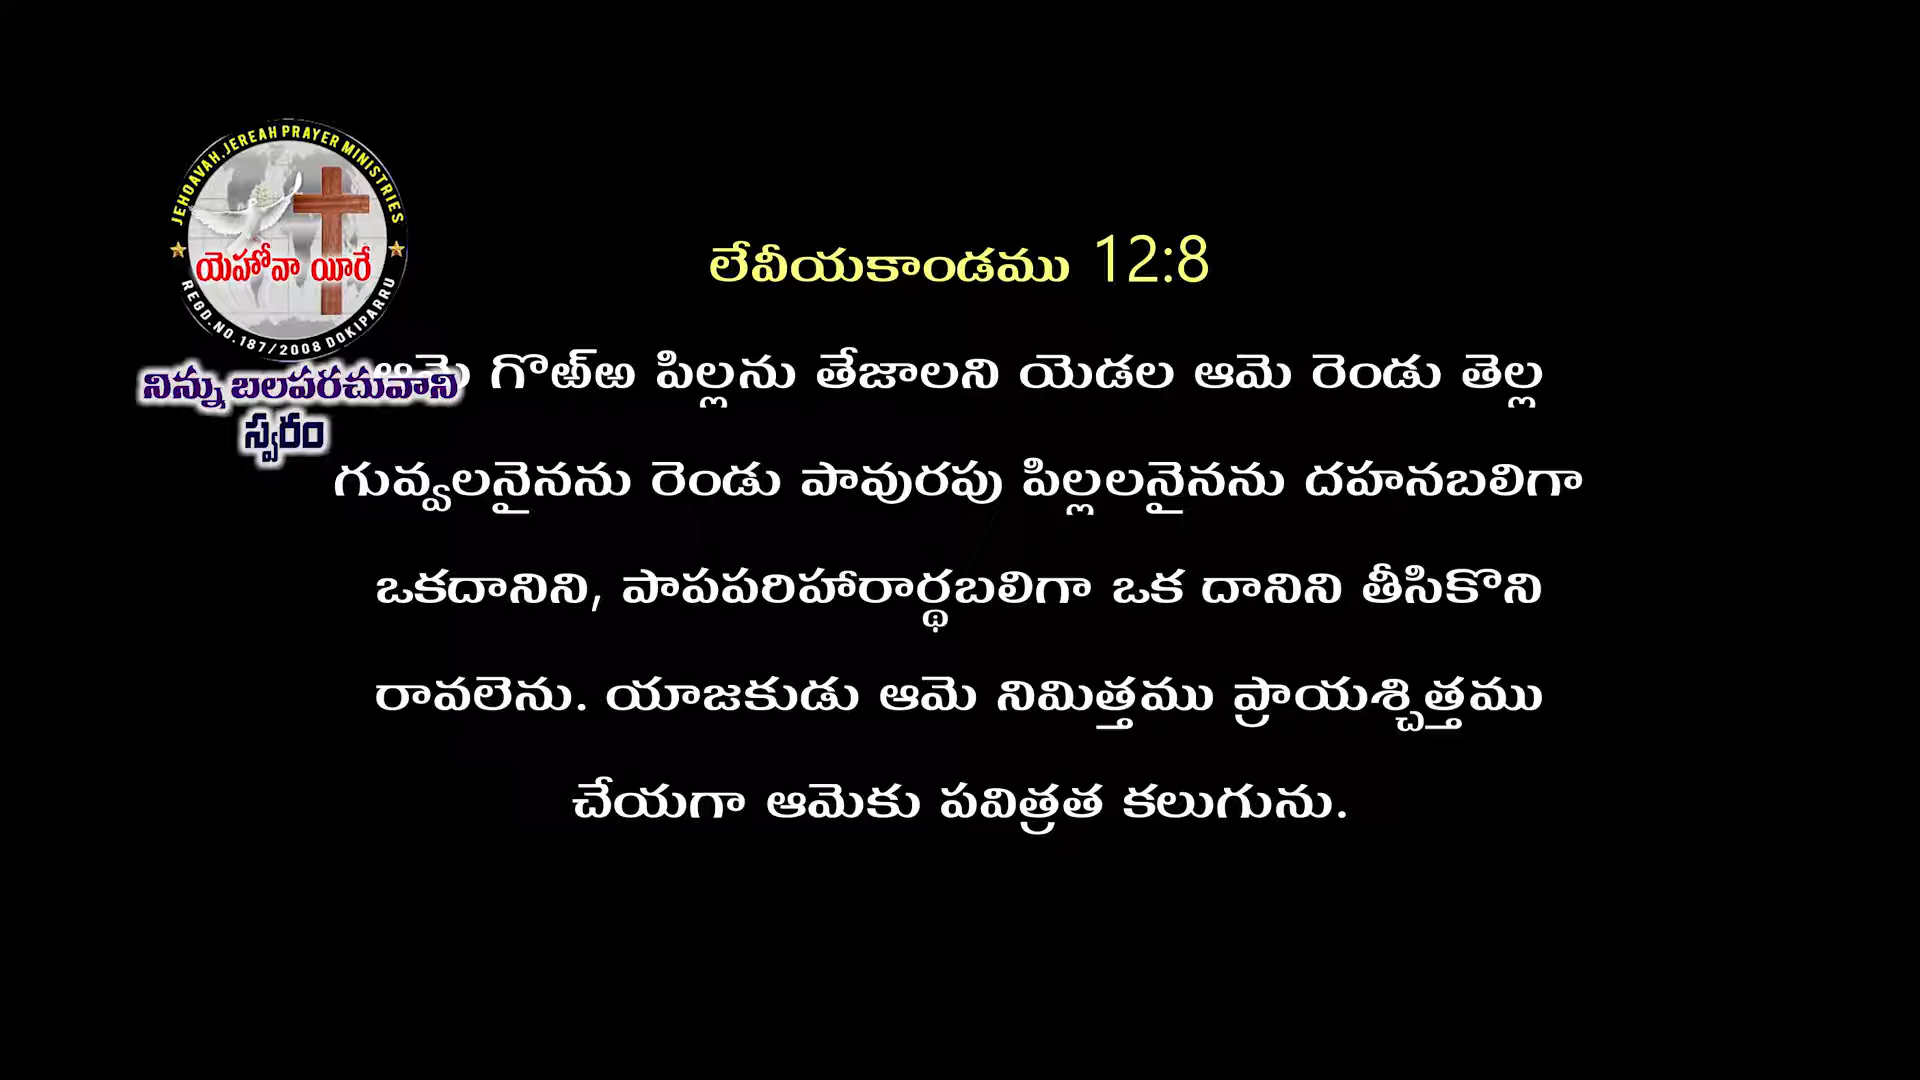 JEHOAVAH.JEREAH PRAYER MINISTRIES
యెహోవా యీరే
REGD.NO.187/2008 DOKIPARRU
నిన్ను బలపరచువాని
స్వరం
లేవీయకాండము 12:8
ఆమె గొఱ్ఱ పిల్లను తేజాలని యెడల ఆమె రెండు తెల్ల
గువ్వలనైనను రెండు పావురపు పిల్లలనైనను దహనబలిగా
ఒకదానిని, పాపపరిహారార్థబలిగా ఒక దానిని తీసికొని
రావలెను. యాజకుడు ఆమె నిమిత్తము ప్రాయశ్చిత్తము
చేయగా ఆమెకు పవిత్రత కలుగును.